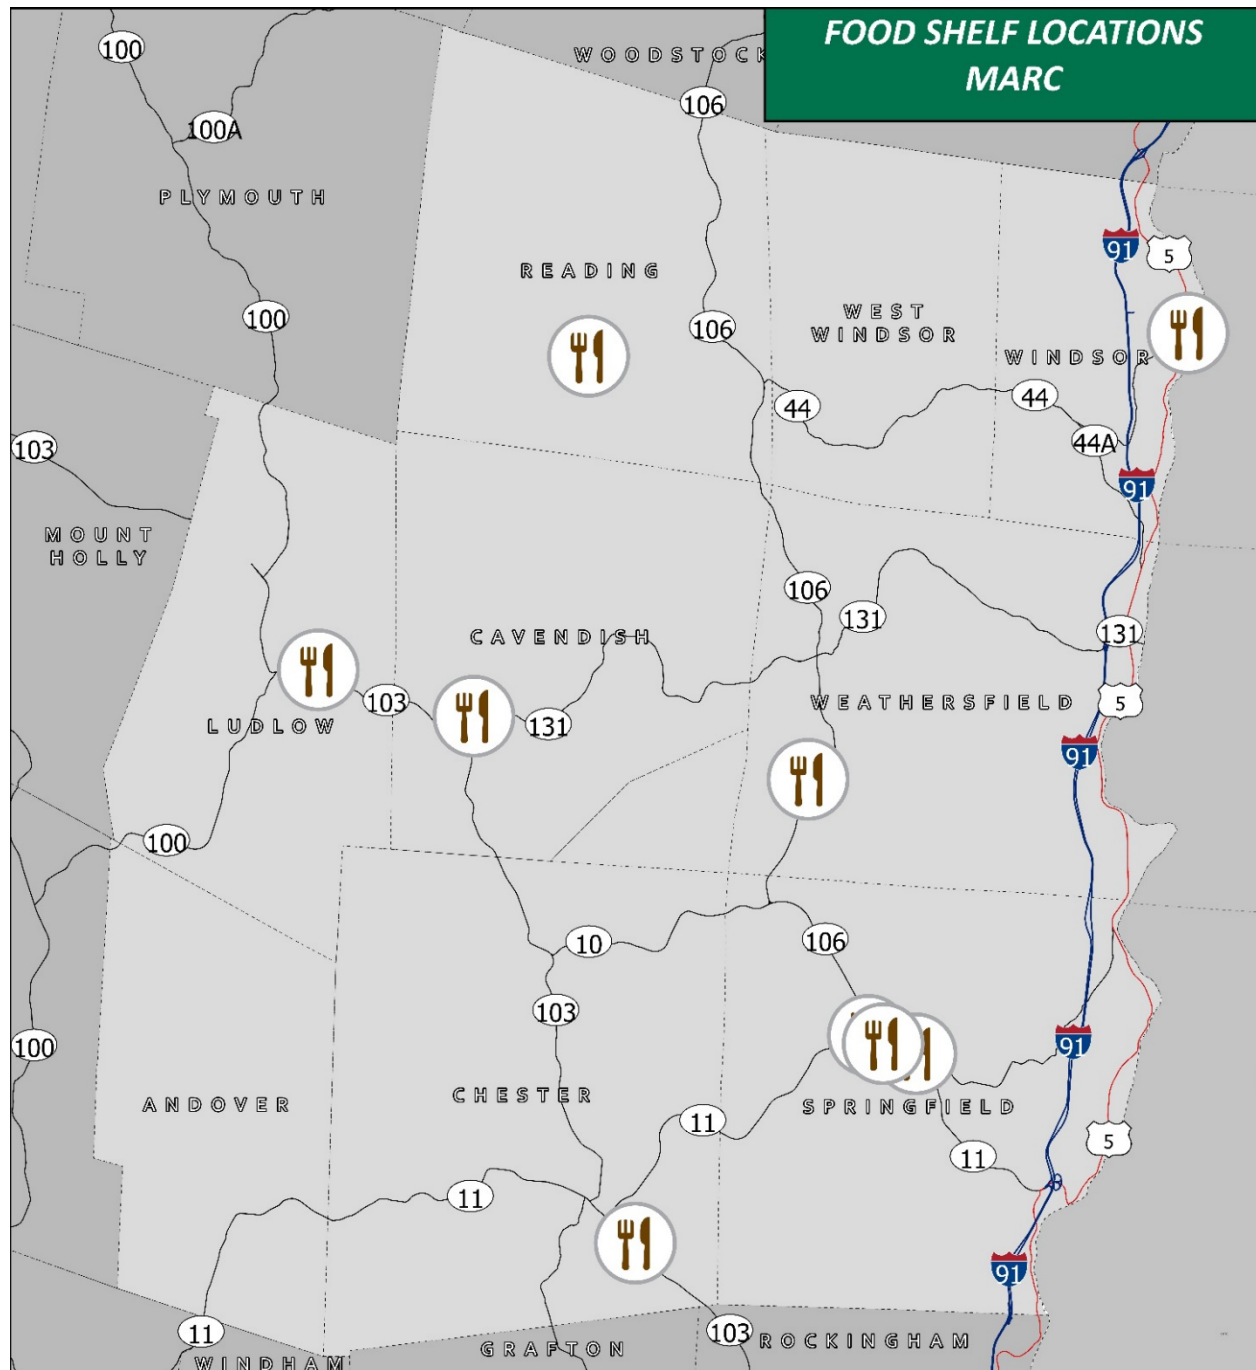 FOOD SHELF LOCATIONS
MARC
WOODSTOCK
100
106
100A
PLYMOUTH
91
5
READING
100
106
WEST
WINDSOR
WINDSOR
44
44
44A
103
91
MOUNT
HOLLY
106
131
131
CAVENDISH
103
131
LUDLOW
WEATHERSFIELD
5
91
100
10
106
103
100
91
ANDOVER
CHESTER
SPRINGFIELD
11
5
11
11
91
11
103
ROCKINGHAM
GRAFTON
WINDHAM